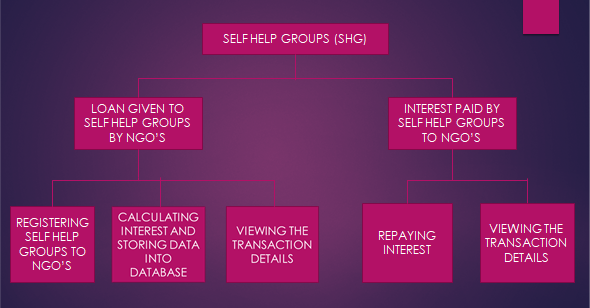 SELF HELP GROUPS (SHG)
LOAN GIVEN TO
SELF HELP GROUPS
BY NGO'S
INTEREST PAID BY
SELF HELP GROUPS
TO NGO'S
REGISTERING
SELF HELP
GROUPS TO
NGO'S
CALCULATING
INTEREST AND
STORING DATA
INTO
DATABASE
VIEWING THE
TRANSACTION
DETAILS
REPAYING
INTEREST
VIEWING THE
TRANSACTION
DETAILS